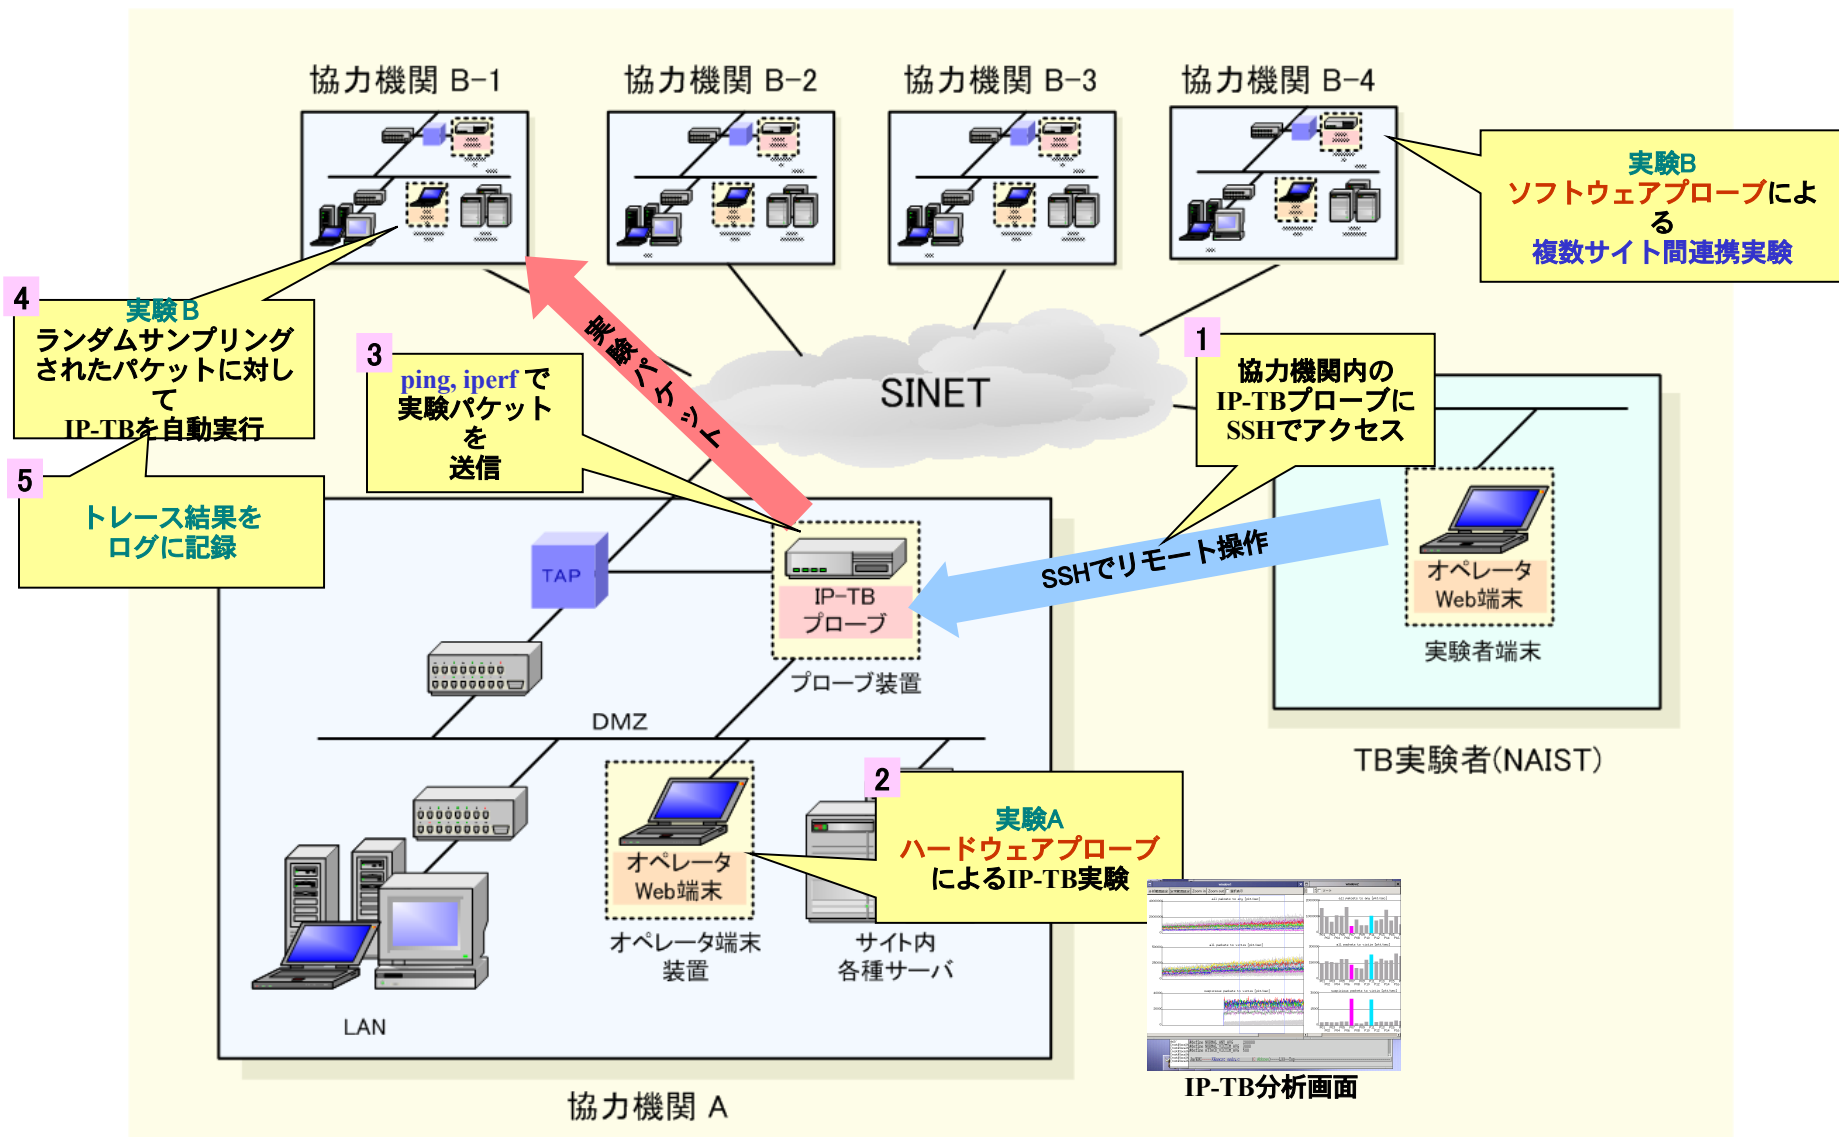 協力機関 B-1
協力機関 B-2
協力機関 B-3
協力機関 B-4
実験B
ソフトウェアプローブによ
る
複数サイト間連携実験
4
実験B
ランダムサンプリング
されたパケットに対し
て
IP-TBを自動実行
5
トレース結果を
ログに記録
3
ping, iperf で
実験パケット
を
送信
実験パケット
SINET
1
協力機関内の
IP-TBプローブに
SSHでアクセス
SSHでリモート操作
オペレータ
Web端末
実験者端末
TB実験者(NAIST)
TAP
IP-TB
プローブ
プローブ装置
DMZ
2
実験A
ハードウェアプローブ
によるIP-TB実験
オペレータ
Web端末
オペレータ端末
装置
サイト内
各種サーバ
LAN
協力機関 A
IP-TB分析画面